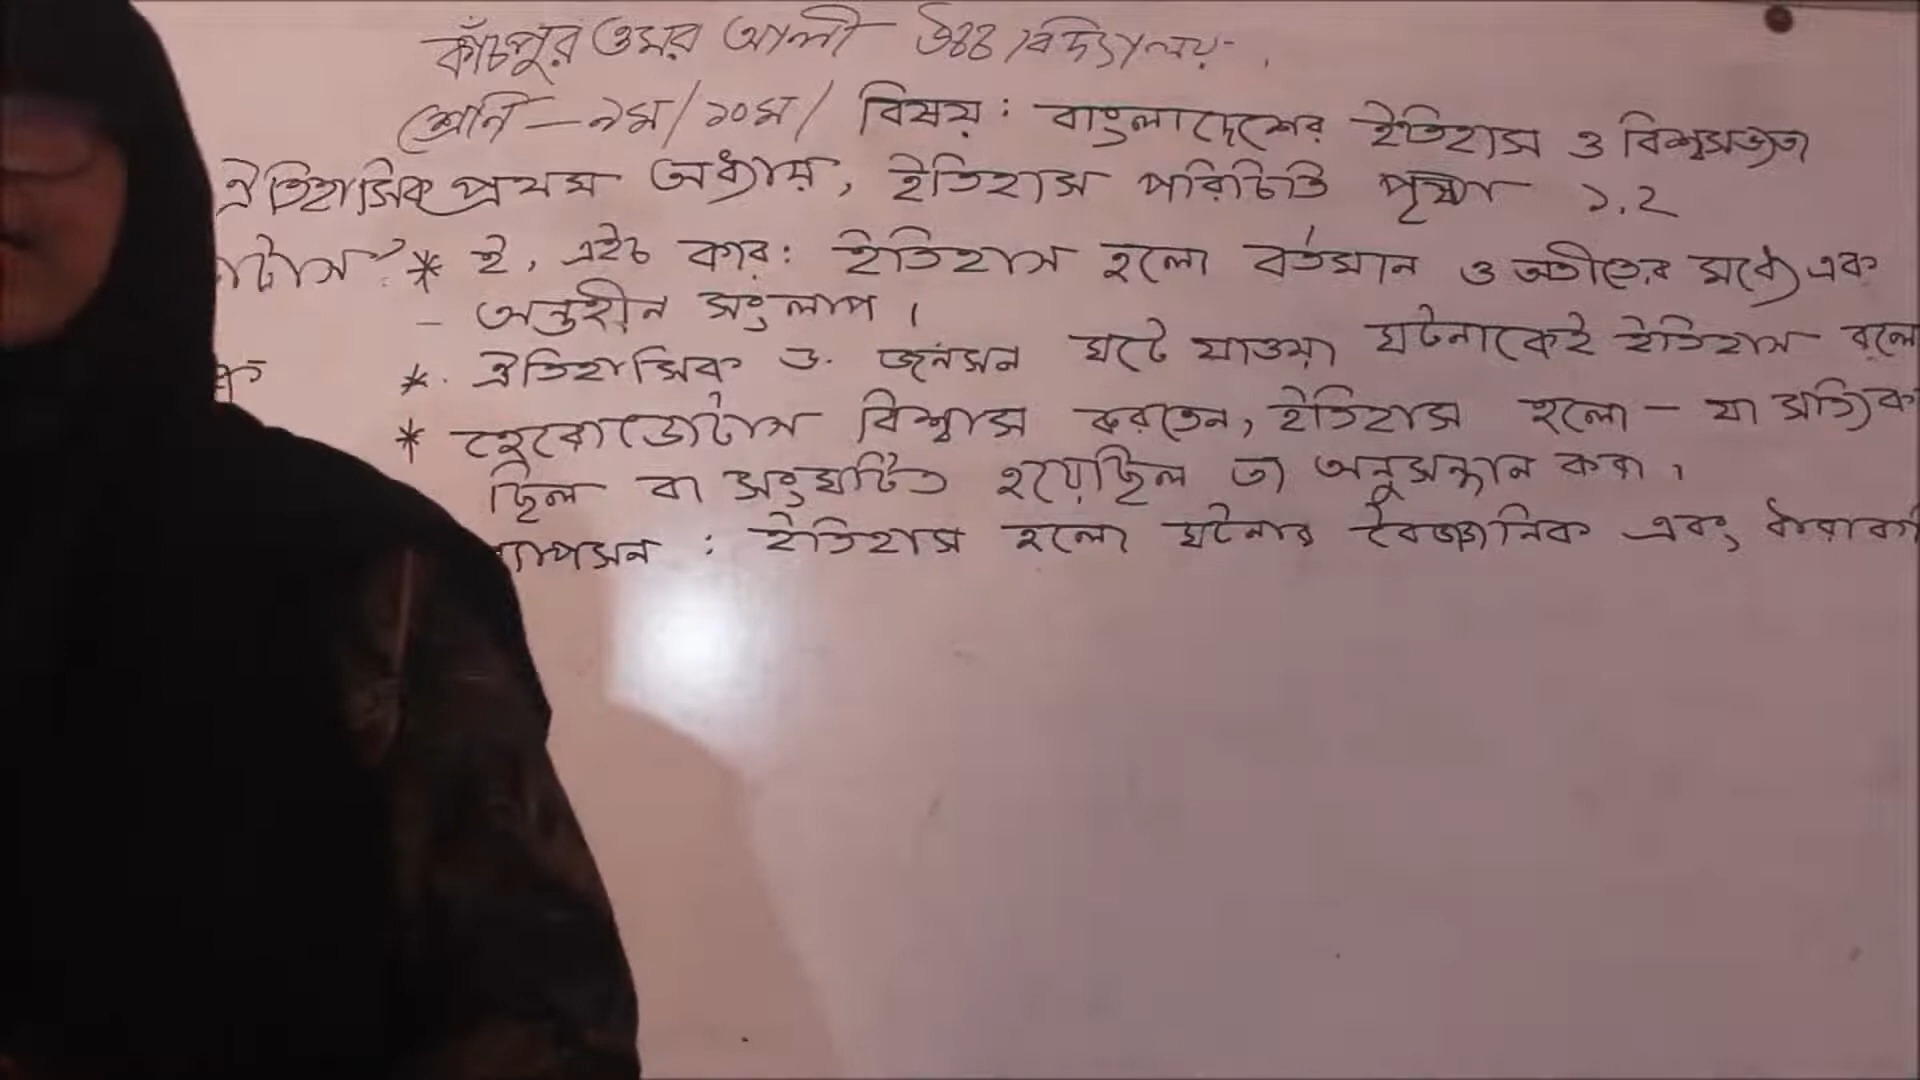 কাঁচপুর ওমর আলী উচ্চ বিদ্যালয়.
শ্রেনি - ৯ম / ১০ম / বিষয় : বাংলাদেশের ইতিহাস ও বিশ্বসভ্যতা
ঐতিহাসিক প্রথম অধ্যায়, ইতিহাস পরিচিতি পৃষ্ঠা ১.২
টাস? * ই, এইচ কার: ইতিহাস হলো বর্তমান ও অতীতের মধ্যে এক
- অন্তহীন সংলাপ ।
ক *. ঐতিহাসিক ড. জনসন ঘটে যাওয়া ঘটনাকেই ইতিহাস বলে
* হেরোডোটাস বিশ্বাস করতেন, ইতিহাস হলো - যা সত্যিকা
ছিল বা সংঘটিত হয়েছিল তা অনুসন্ধান করা ।
্যাপসন : ইতিহাস হলো ঘটনার বৈজ্ঞানিক এবং ধারাবা